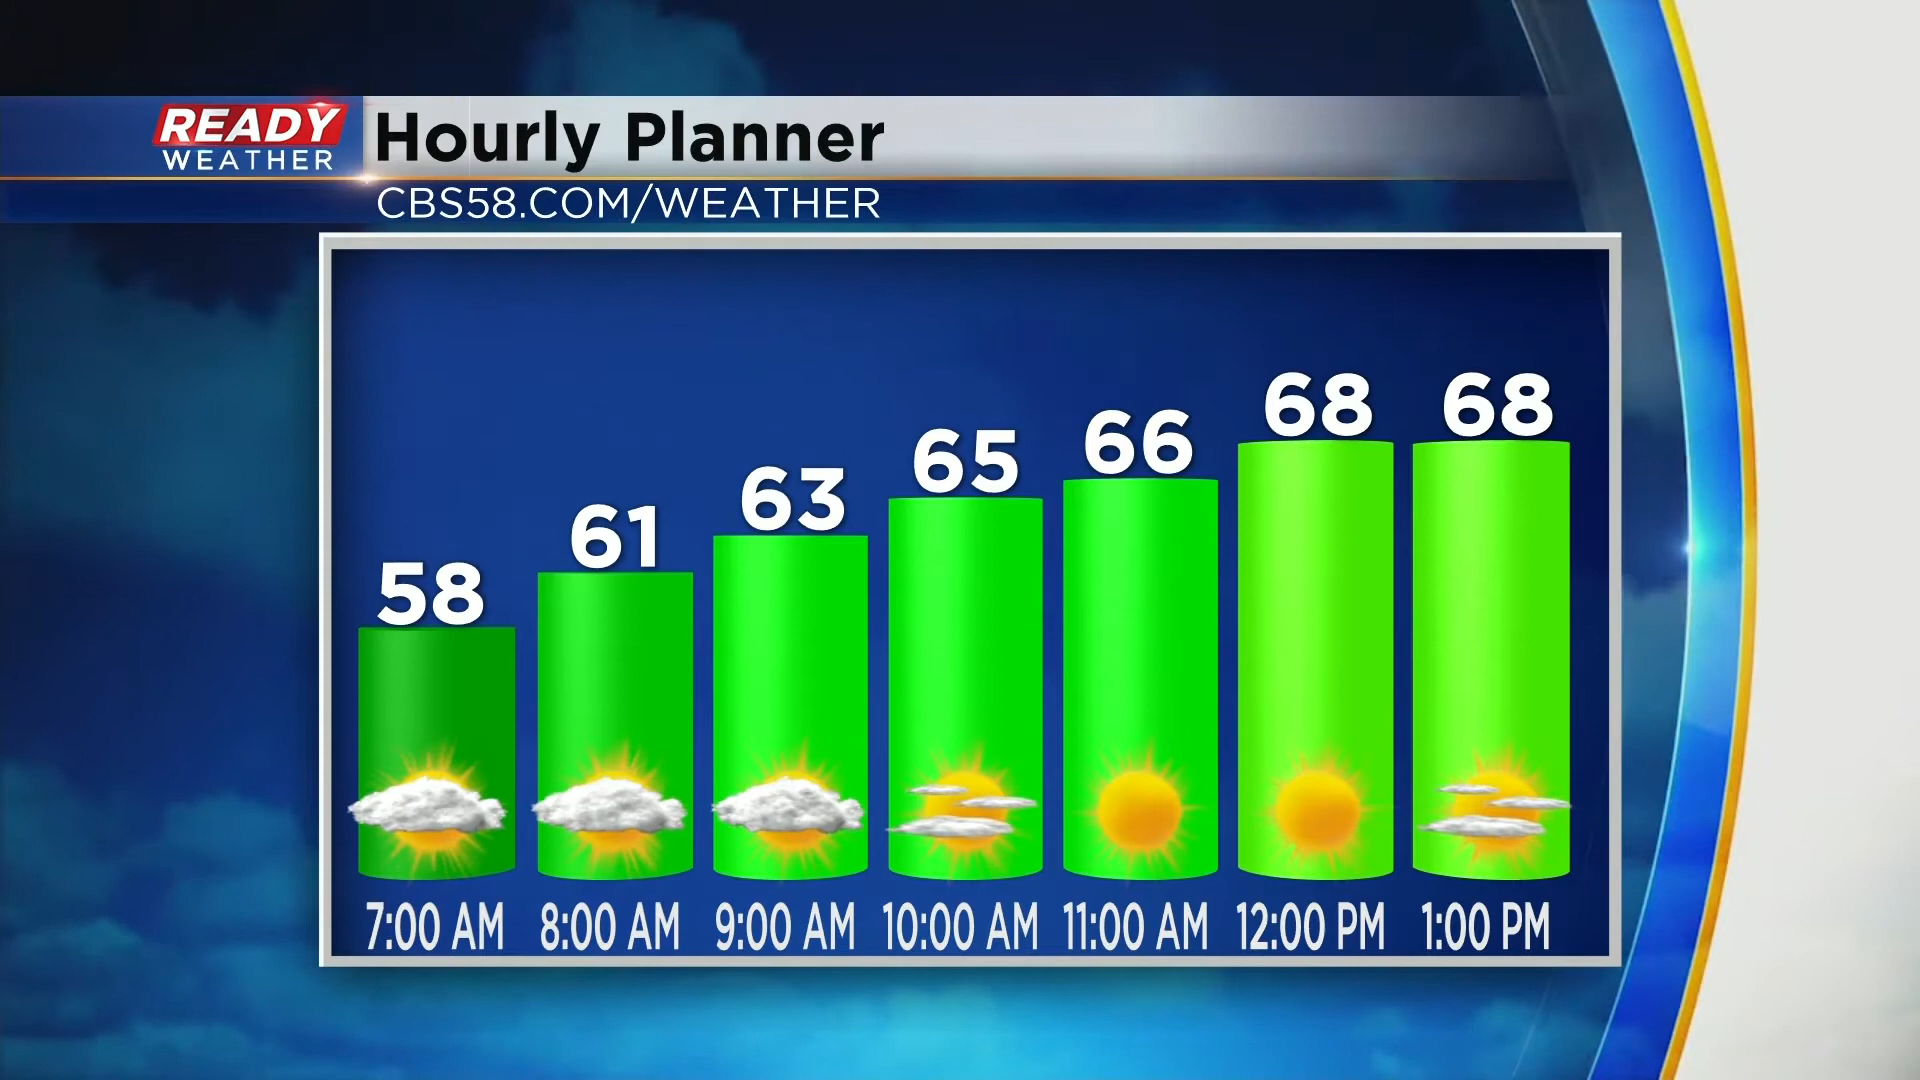 READY
WEATHER
Hourly Planner
CBS58.COM/WEATHER
58 61 63 65 66 68 68
7:00 AM 8:00 AM 9:00 AM 10:00 AM 11:00 AM 12:00 PM 1:00 PM